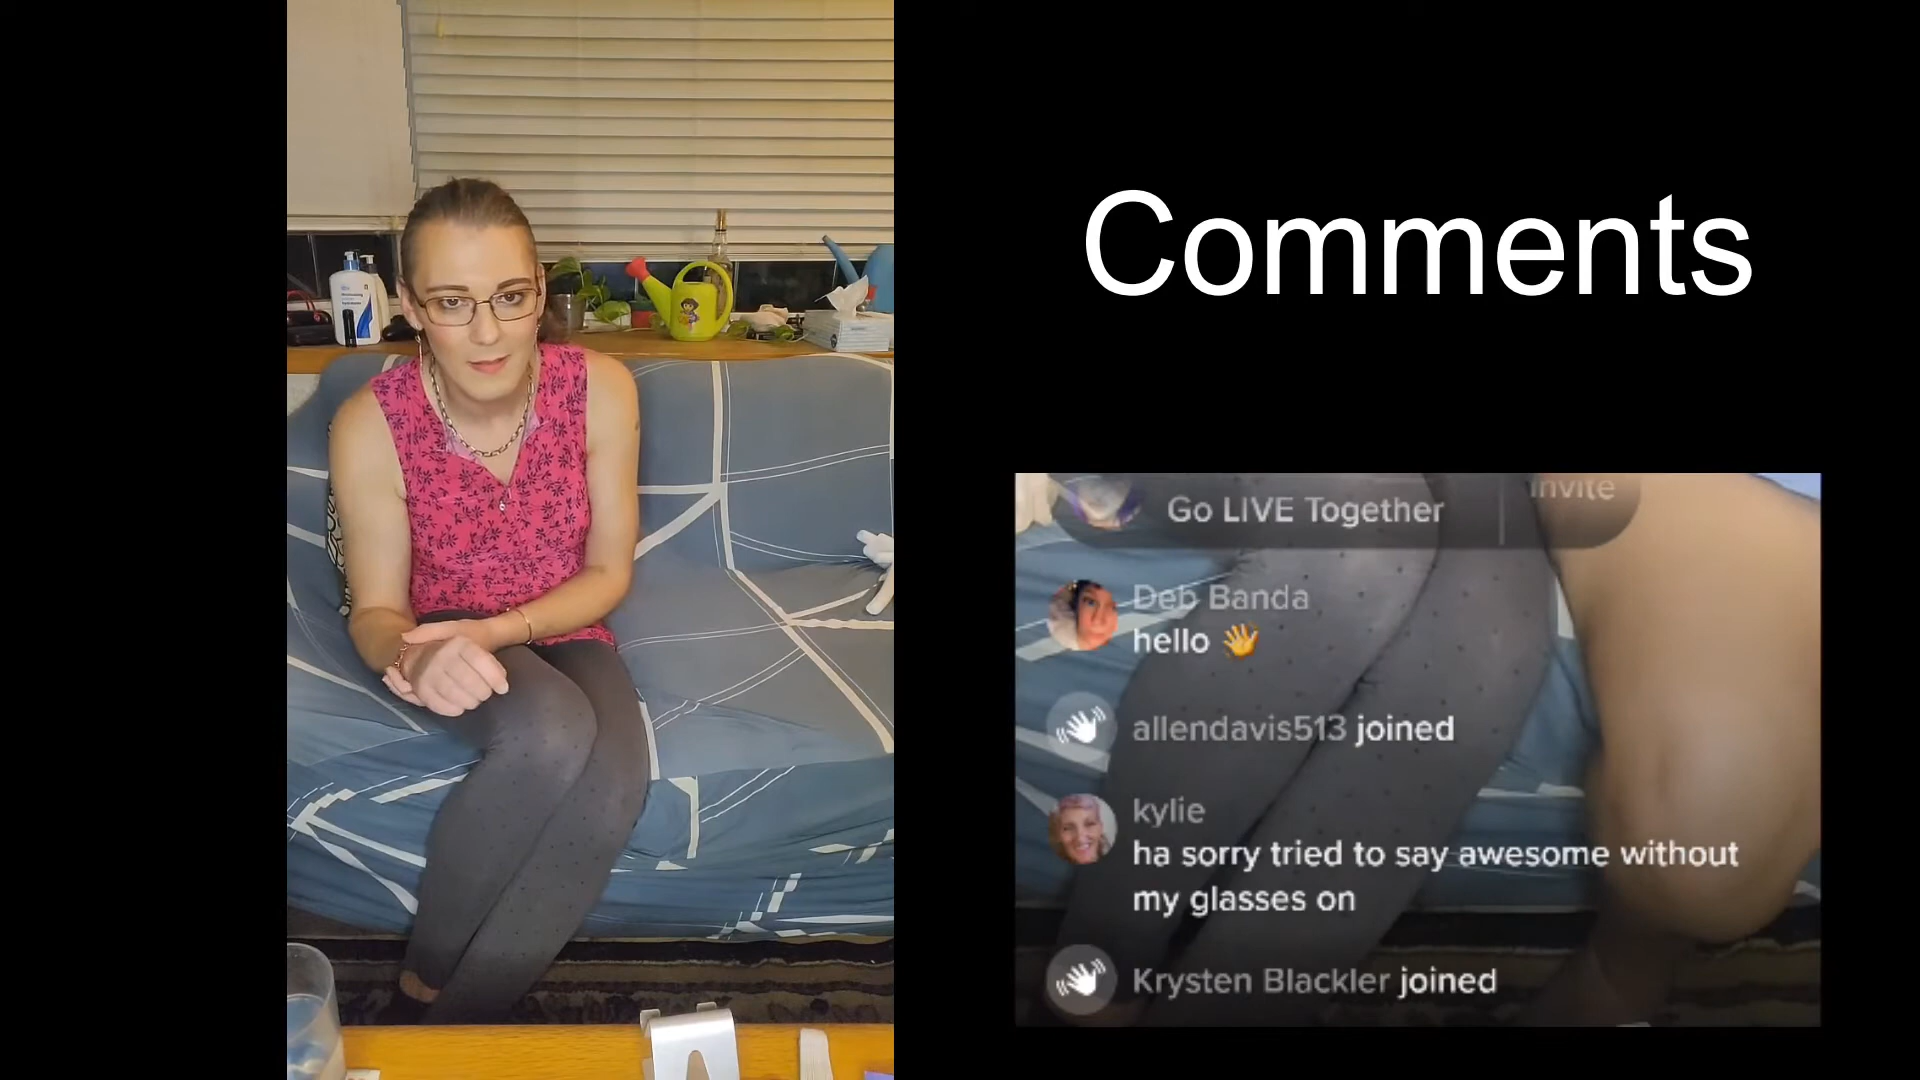 Comments
Invite
Go LIVE Together
Deb Banda
hello 👋
allendavis513 joined
kylie
ha sorry tried to say awesome without
my glasses on
Krysten Blackler joined